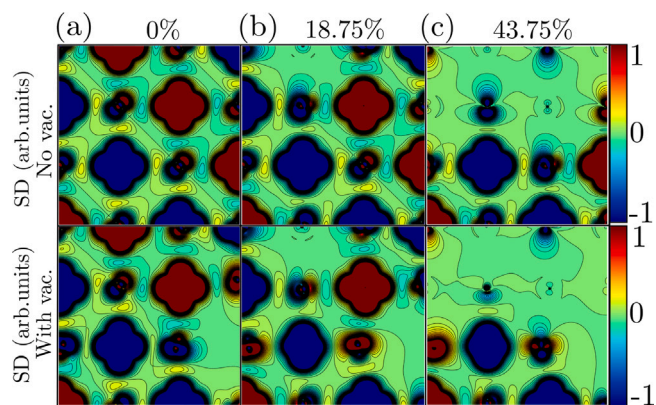 (a) 0% (b) 18.75% (c) 43.75%
SD (arb.units)
No vac.
1
0
-1
SD (arb.units)
With vac.
1
0
-1